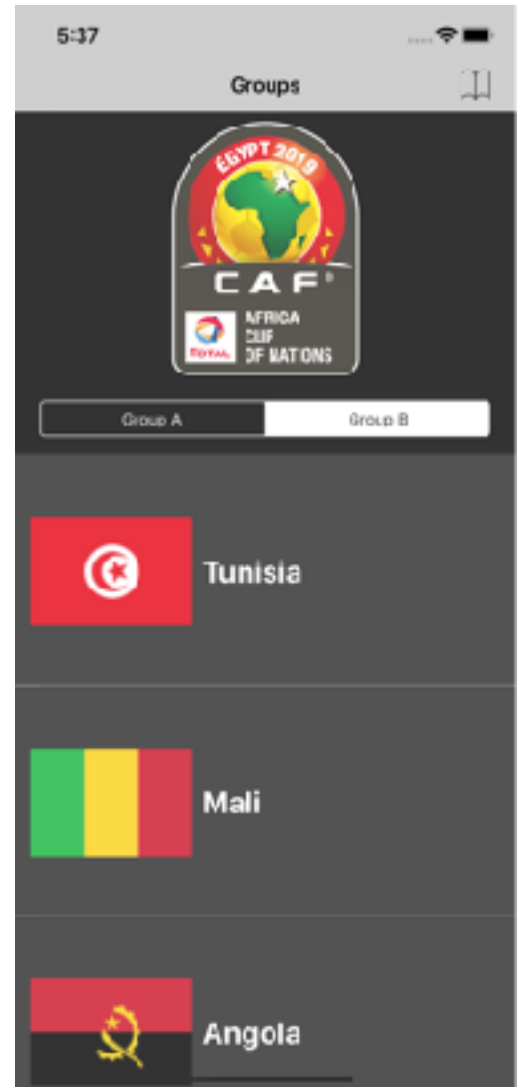 5:37
Groups
EGYPT 2019
CAF
TOTAL
AFRICA
CUP
OF NATIONS
Group A
Group B
Tunisia
Mali
Angola